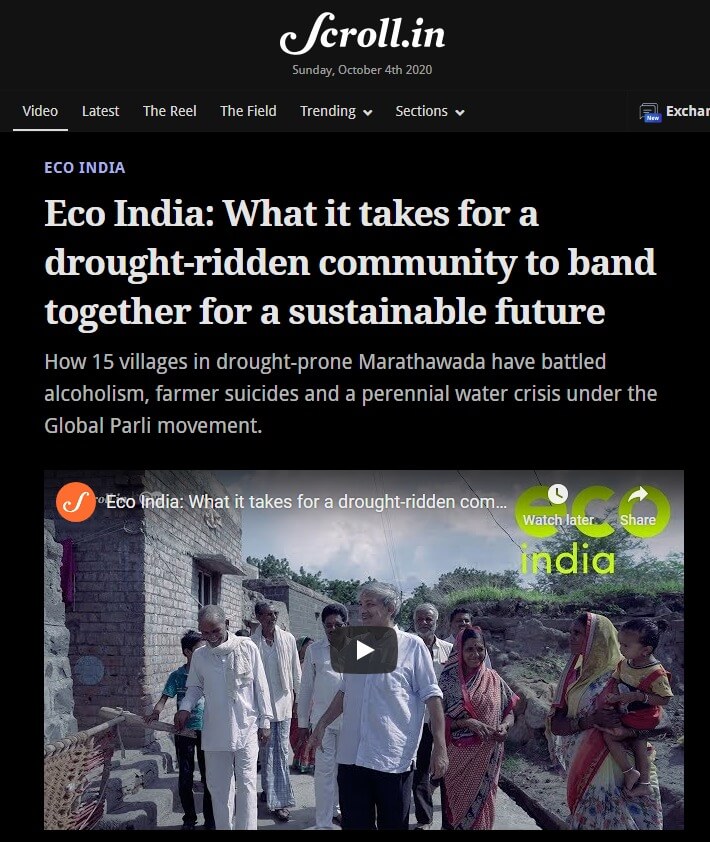 Scroll.in
Sunday, October 4th 2020
Video Latest The Reel The Field Trending Sections New Exchar
ECO INDIA
Eco India: What it takes for a
drought-ridden community to band
together for a sustainable future
How 15 villages in drought-prone Marathawada have battled
alcoholism, farmer suicides and a perennial water crisis under the
Global Parli movement.
Eco India: What it takes for a drought-ridden com...
eco
Watch later Share
india